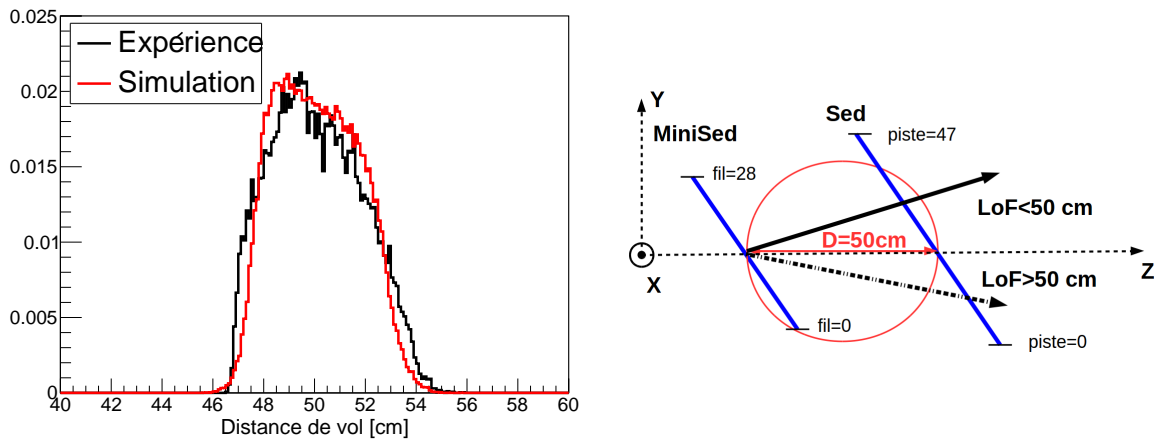 0.025
0.02
0.015
0.01
0.005
0
Expérience
Simulation
40 42 44 46 48 50 52 54 56 58 60
Distance de vol [cm]
Y
Sed
MiniSed
piste=47
fil=28
LoF<50 cm
D=50cm
X
Z
LoF>50 cm
fil=0
piste=0